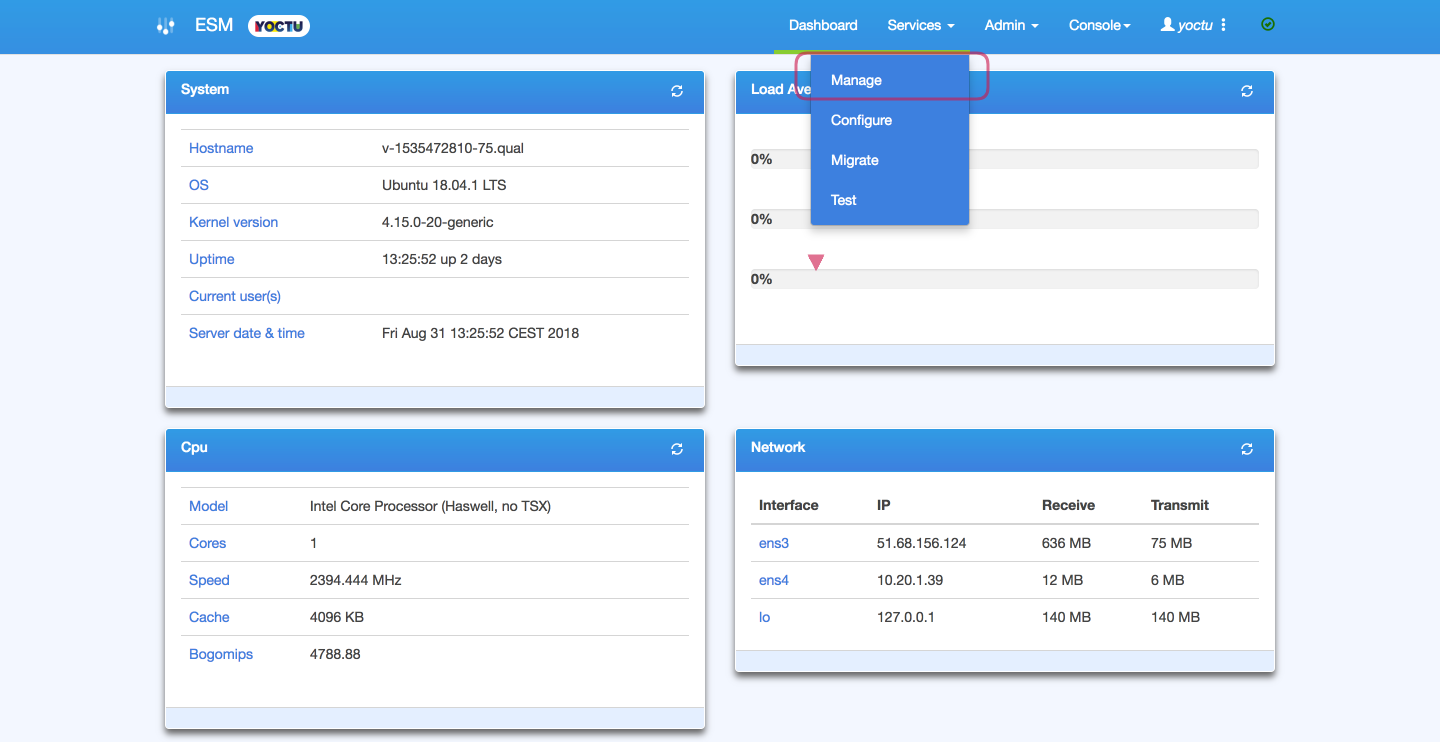 ESM YOCTU Dashboard Services Admin Console yoctu
System
Hostname v-1535472810-75.qual
OS Ubuntu 18.04.1 LTS
Kernel version 4.15.0-20-generic
Uptime 13:25:52 up 2 days
Current user(s)
Server date & time Fri Aug 31 13:25:52 CEST 2018
Load Ave
Manage
Configure
Migrate
Test
0%
0%
0%
Cpu
Model Intel Core Processor (Haswell, no TSX)
Cores 1
Speed 2394.444 MHz
Cache 4096 KB
Bogomips 4788.88
Network
Interface IP Receive Transmit
ens3 51.68.156.124 636 MB 75 MB
ens4 10.20.1.39 12 MB 6 MB
lo 127.0.0.1 140 MB 140 MB